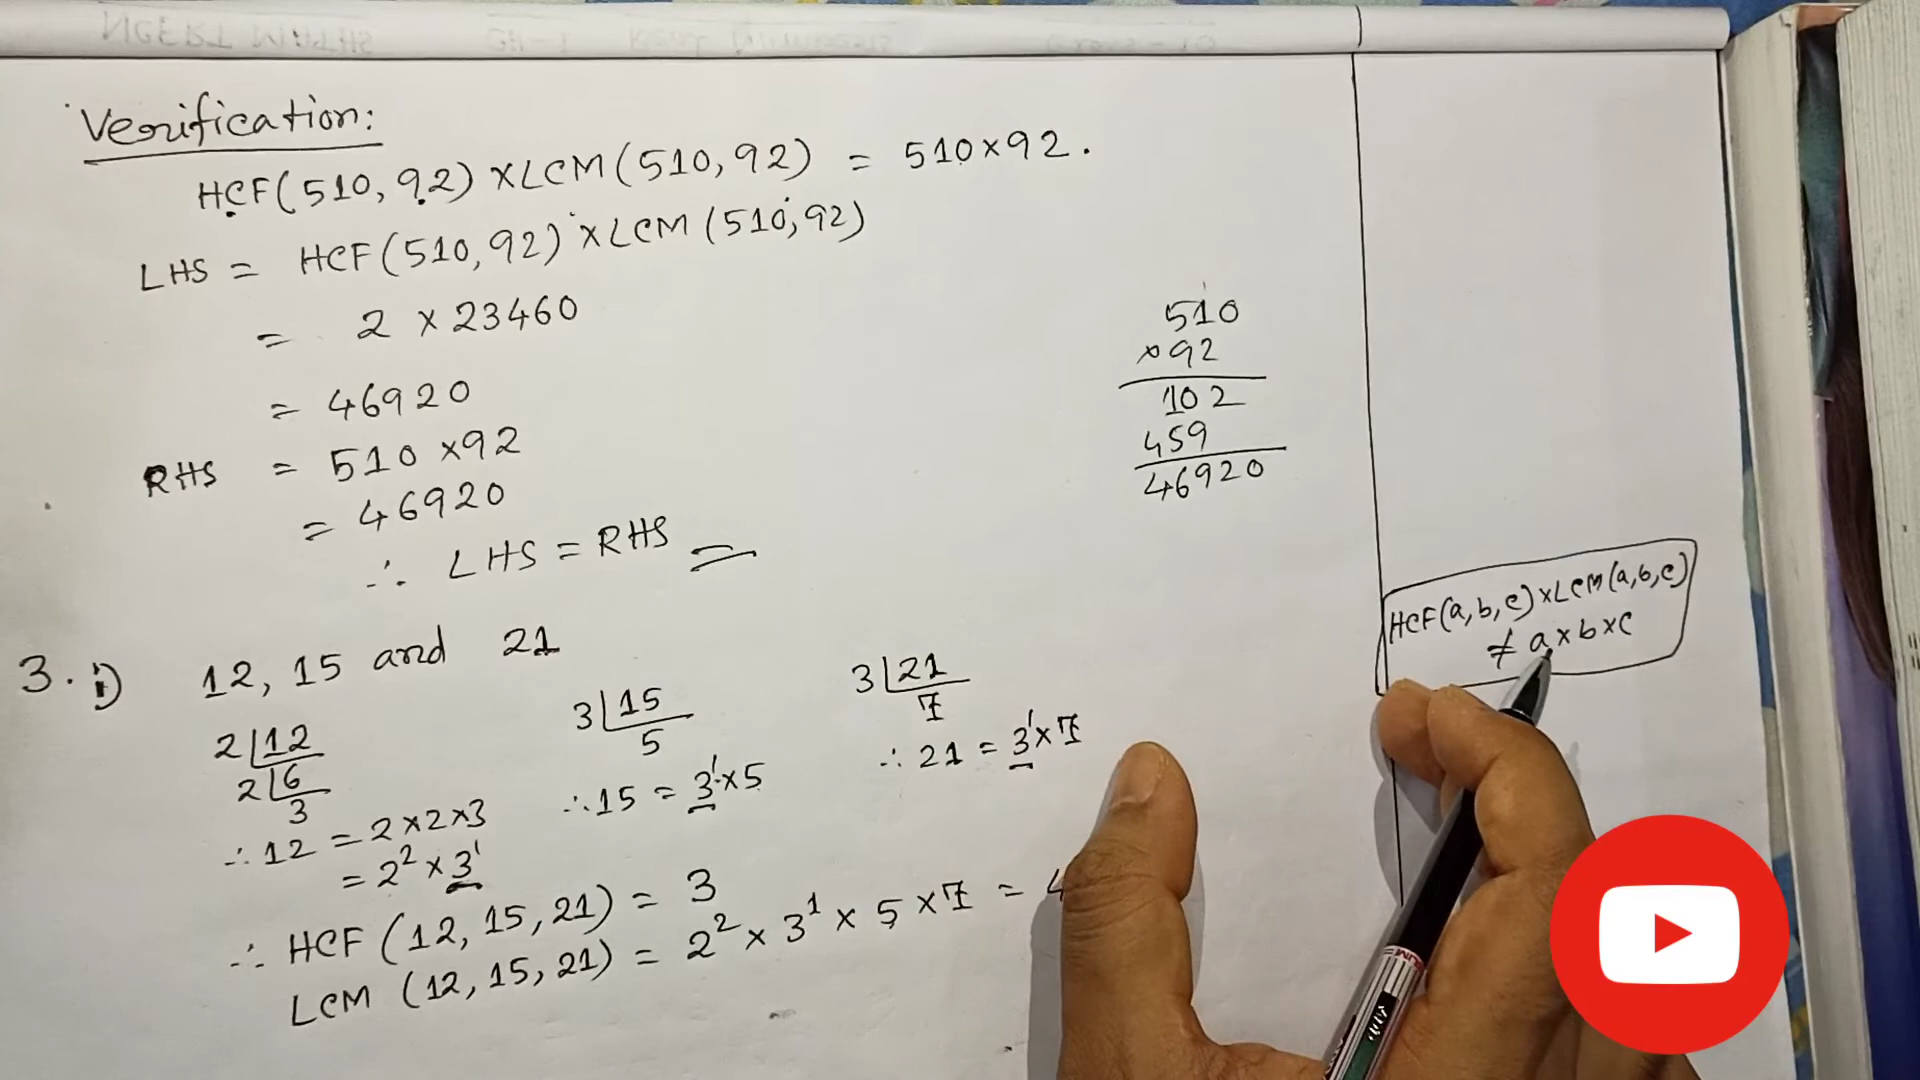 Verification:
HCF(510, 92) × LCM(510, 92) = 510×92.
LHS = HCF(510, 92) × LCM(510, 92)
= 2 × 23460
= 46920
RHS = 510 ×92
= 46920
∴ LHS = RHS
510
×92
102
459
46920
HCF(a,b,c)×LCM(a,b,c)
≠ a×b×c
3. i) 12, 15 and 21
2 12
2 6
3
∴ 12 = 2×2×3
= 2² × 3¹
3 15
5
∴ 15 = 3¹×5
3 21
7
∴ 21 = 3¹×7
∴ HCF (12, 15, 21) = 3
LCM (12, 15, 21) = 2² × 3¹ × 5 × 7 = 4